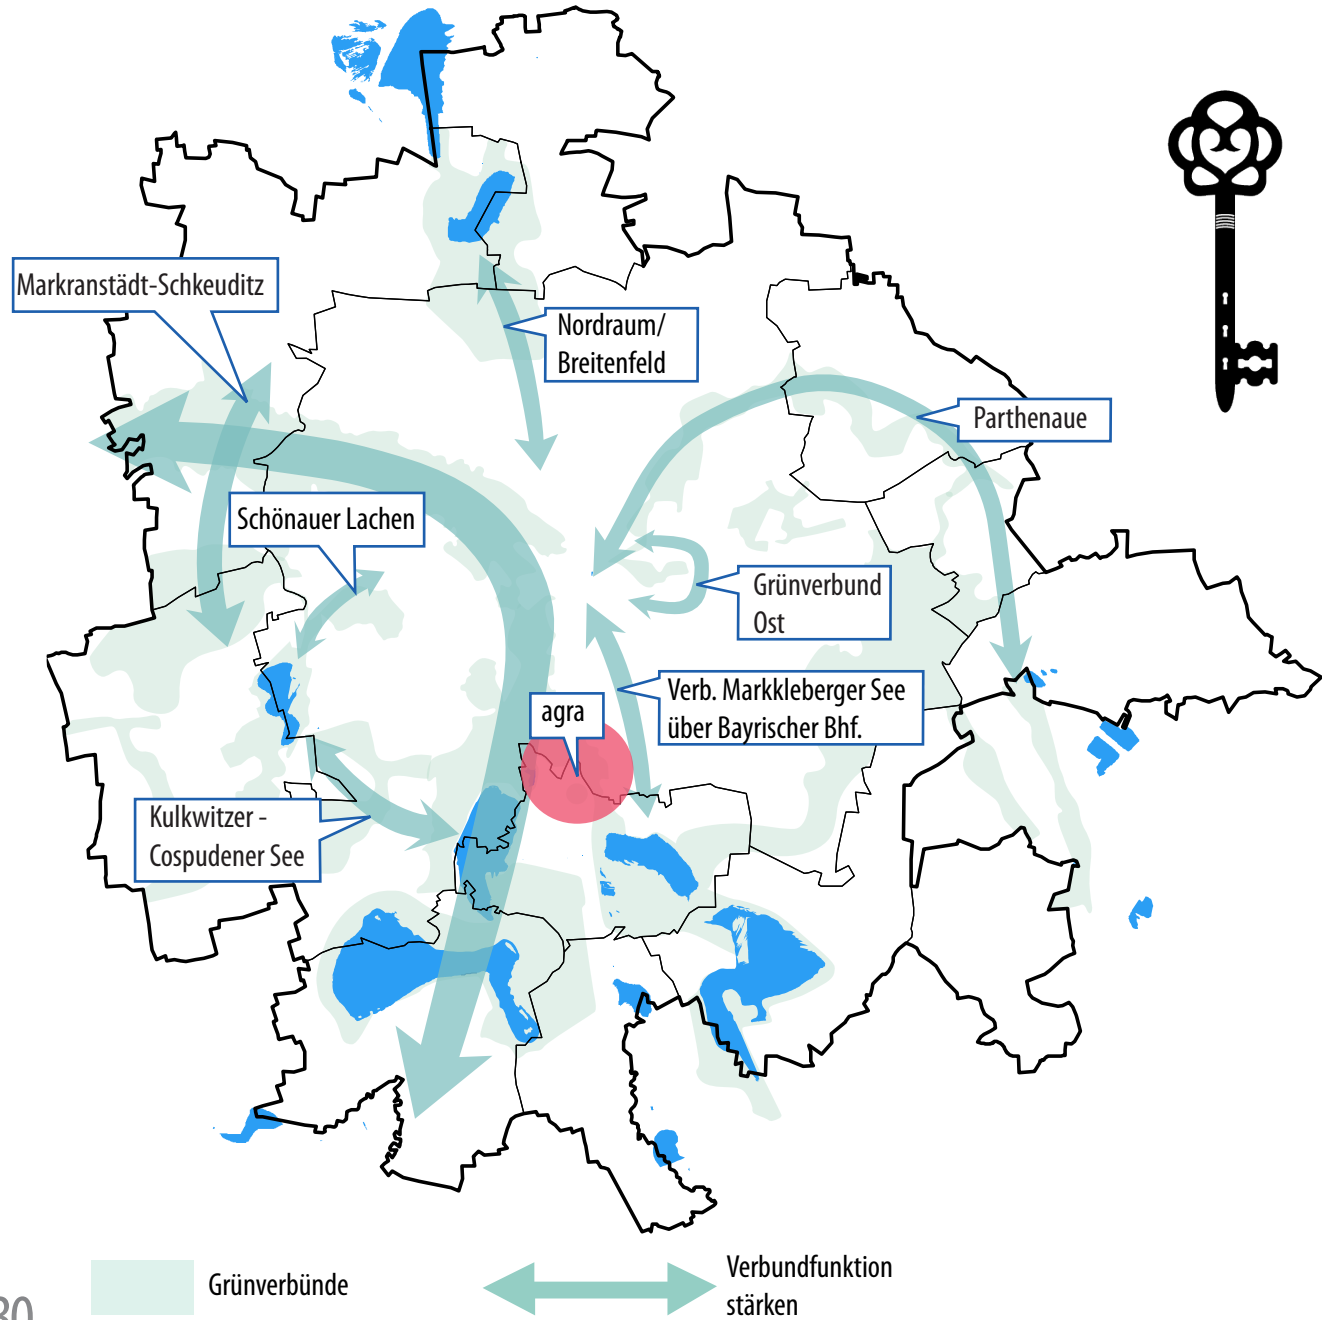 Markranstädt-Schkeuditz
Nordraum/
Breitenfeld
Parthenaue
Schönauer Lachen
Grünverbund
Ost
Verb. Markkleberger See
über Bayrischer Bhf.
agra
Kulkwitzer -
Cospudener See
Grünverbünde
Verbundfunktion
stärken